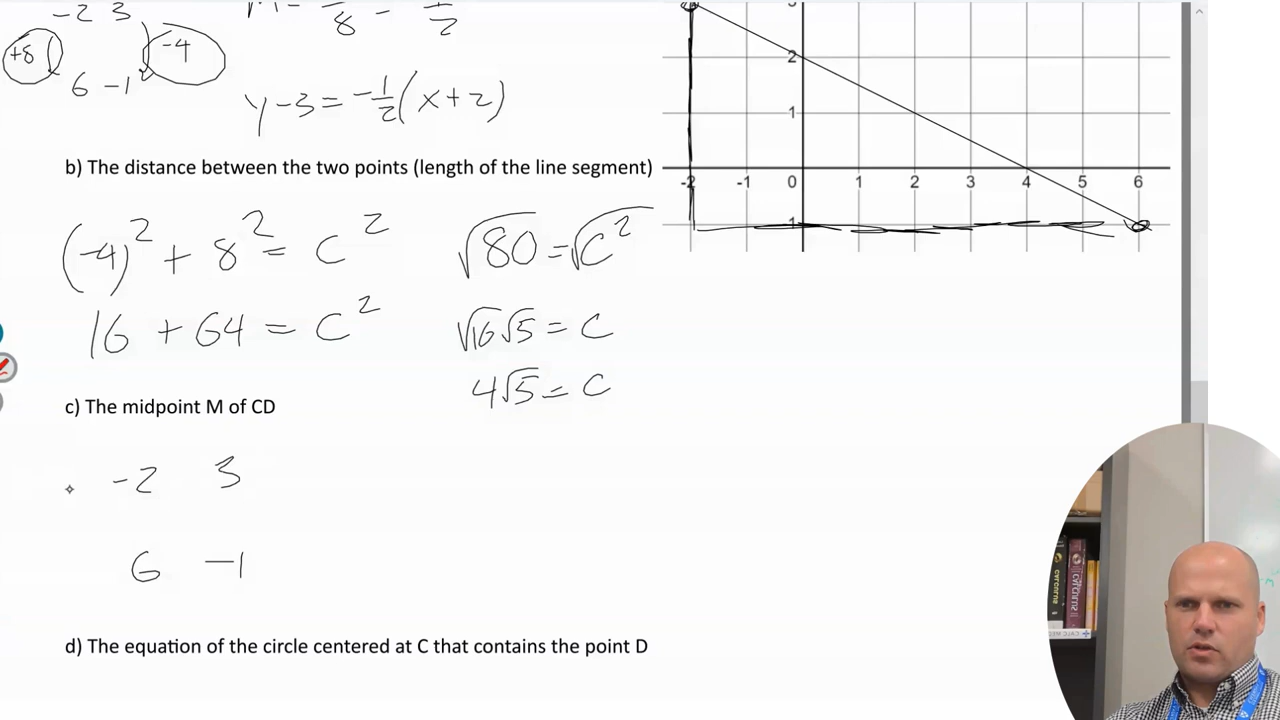 -2 3
+8 -4
6 -1
8 2
y-3=-1/2(x+2)
b) The distance between the two points (length of the line segment)
(-4)² + 8² = C²
√80 = √C²
16 + 64 = C²
√16√5 = C
4√5 = C
c) The midpoint M of CD
-2 3
6 -1
d) The equation of the circle centered at C that contains the point D
3
2
1
-2 -1 0 1 2 3 4 5 6